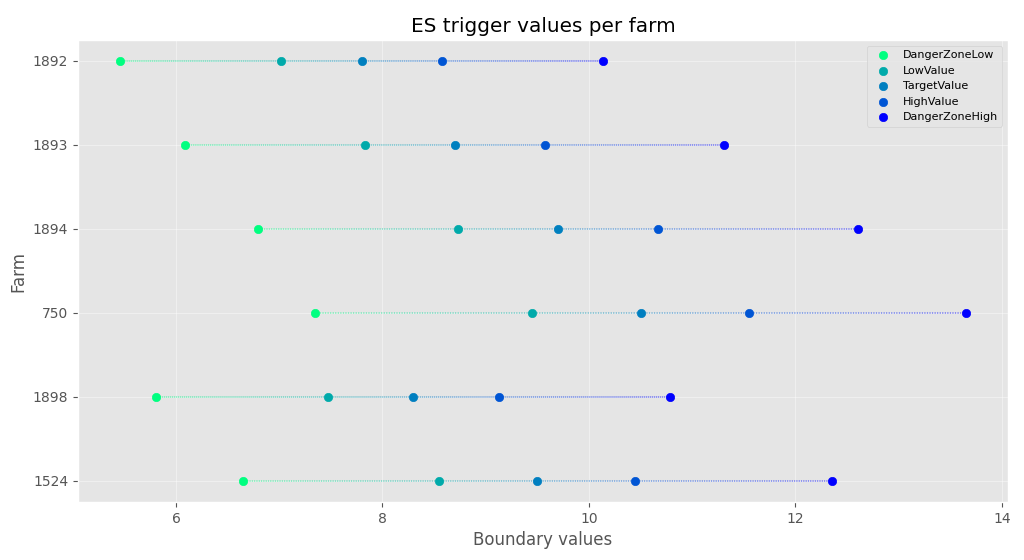 ES trigger values per farm
DangerZoneLow
LowValue
TargetValue
HighValue
DangerZoneHigh
1892
1893
1894
750
1898
1524
Farm
6 8 10 12 14
Boundary values